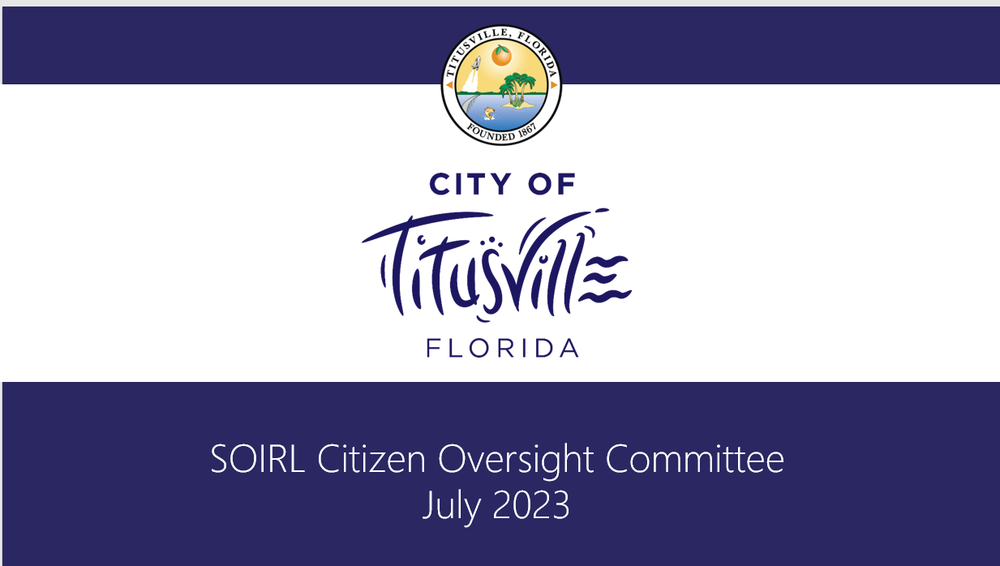 TITUSVILLE, FLORIDA
FOUNDED 1867
CITY OF
Titusville
FLORIDA
SOIRL Citizen Oversight Committee
July 2023